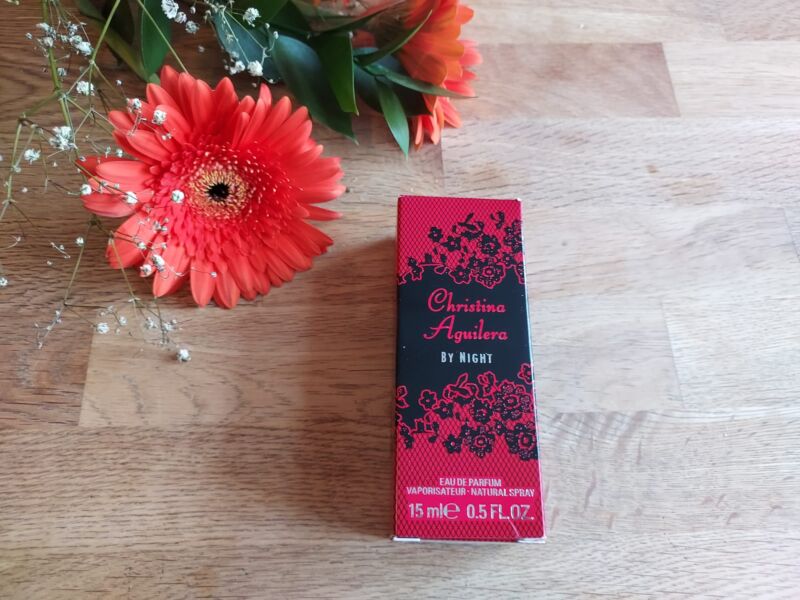 Christina
Aguilera
BY NIGHT
EAU DE PARFUM
VAPORISATEUR · NATURAL SPRAY
15 ml℮ 0.5 FL.OZ.